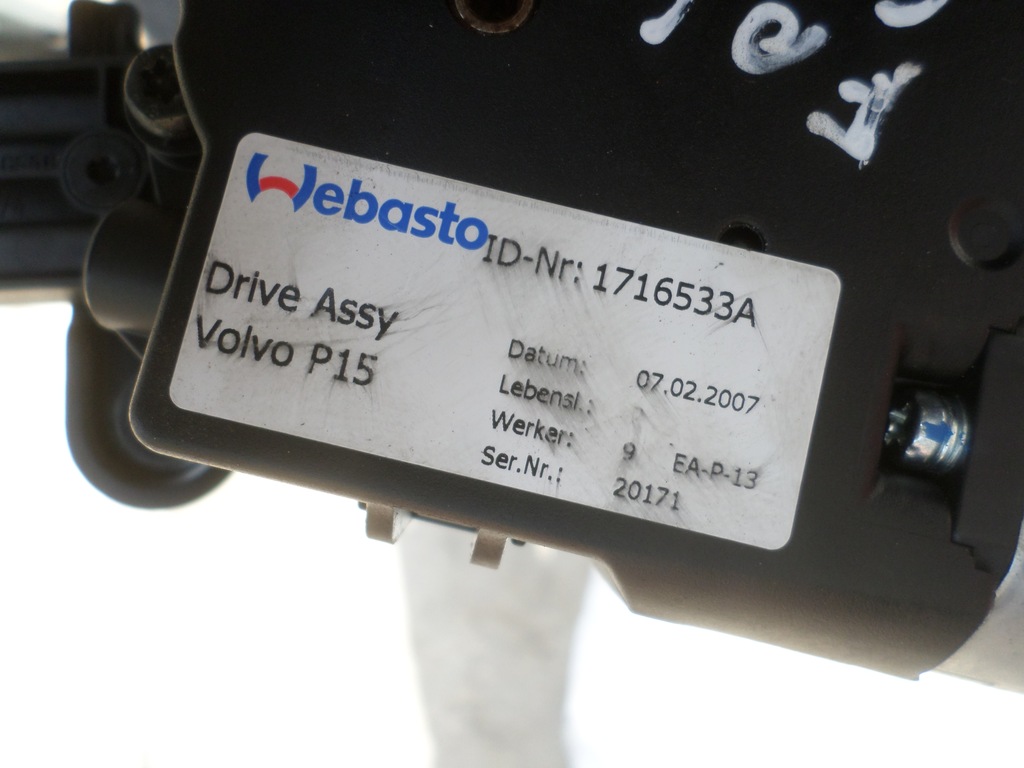 Webasto
ID-Nr: 1716533A
Drive Assy
Volvo P15
Datum: 07.02.2007
Lebensl.:
Werker: 9 EA-P-13
Ser.Nr.: 20171